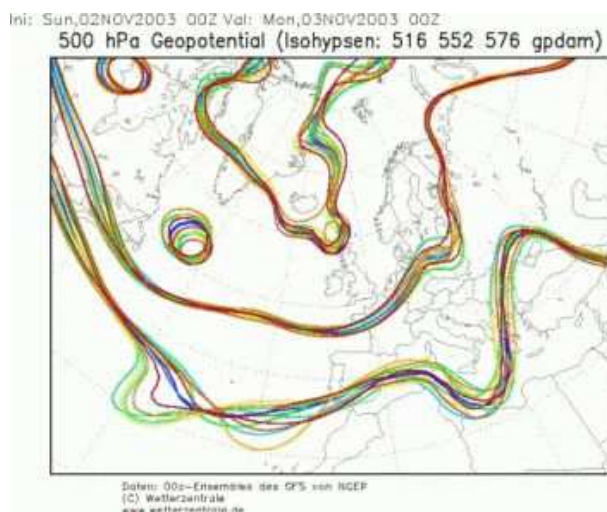 Ini: Sun,02NOV2003 00Z Val: Mon,03NOV2003 00Z
500 hPa Geopotential (Isohypsen: 516 552 576 gpdam)
Daten: 00z-Ensembles des GFS von NCEP
(C) Wetterzentrale
www.wetterzentrale.de